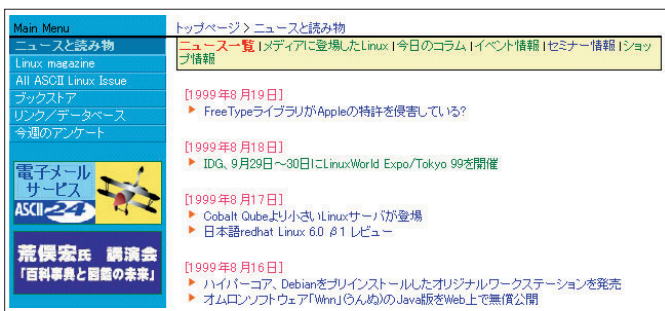 Main Menu
ニュースと読み物
Linux magazine
All ASCII Linux Issue
ブックストア
リンク/データベース
今週のアンケート
電子メール
サービス
ASCII 24
荒俣宏氏 講演会
「百科事典と図鑑の未来」
トップページ > ニュースと読み物
ニュース一覧 | メディアに登場したLinux | 今日のコラム | イベント情報 | セミナー情報 | ショッ
プ情報
[1999年8月19日]
FreeTypeライブラリがAppleの特許を侵害している?
[1999年8月18日]
IDG、9月29日~30日にLinuxWorld Expo/Tokyo 99を開催
[1999年8月17日]
Cobalt Qubeより小さいLinuxサーバが登場
日本語redhat Linux 6.0 β1 レビュー
[1999年8月16日]
ハイパーコア、Debianをプリインストールしたオリジナルワークステーションを発売
オムロンソフトウェア「Wnn」(うんぬ)のJava版をWeb上で無償公開